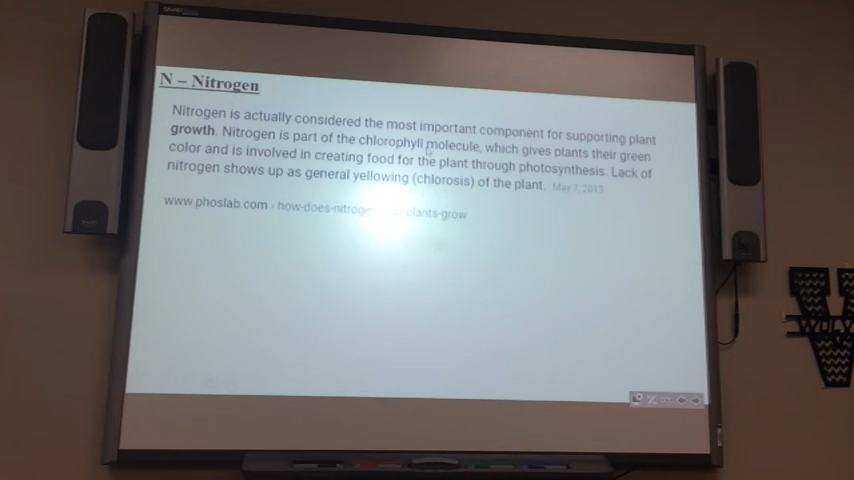 N – Nitrogen
Nitrogen is actually considered the most important component for supporting plant
growth. Nitrogen is part of the chlorophyll molecule, which gives plants their green
color and is involved in creating food for the plant through photosynthesis. Lack of
nitrogen shows up as general yellowing (chlorosis) of the plant. May 7, 2013
www.phoslab.com › how-does-nitrogen plants-grow